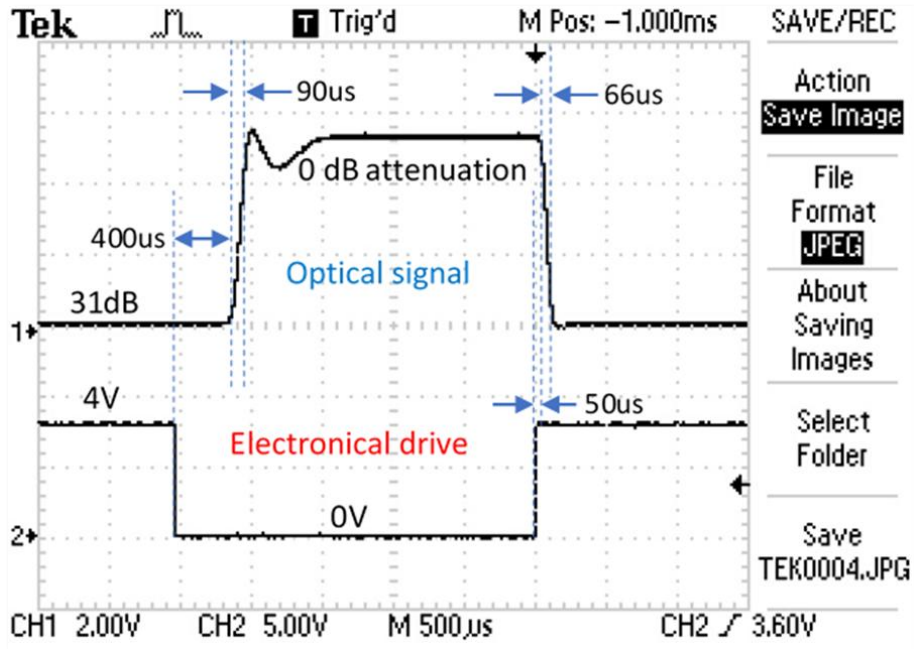 Tek T Trig'd M Pos: -1.000ms SAVE/REC
90us
66us
Action
Save Image
0 dB attenuation
File
Format
JPEG
400us
Optical signal
31dB
About
Saving
Images
1
4V
50us
Electronical drive
Select
Folder
0V
2
Save
TEK0004.JPG
CH1 2.00V CH2 5.00V M 500µs CH2 3.60V